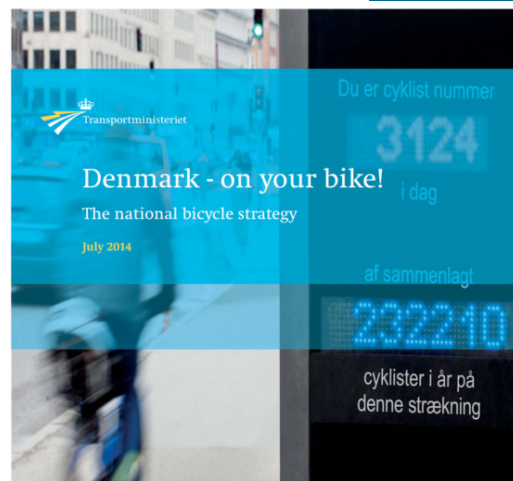 Transportministeriet
Denmark - on your bike!
The national bicycle strategy
July 2014
Du er cyklist nummer
3124
i dag
af sammenlagt
232210
cyklister i år på
denne strækning